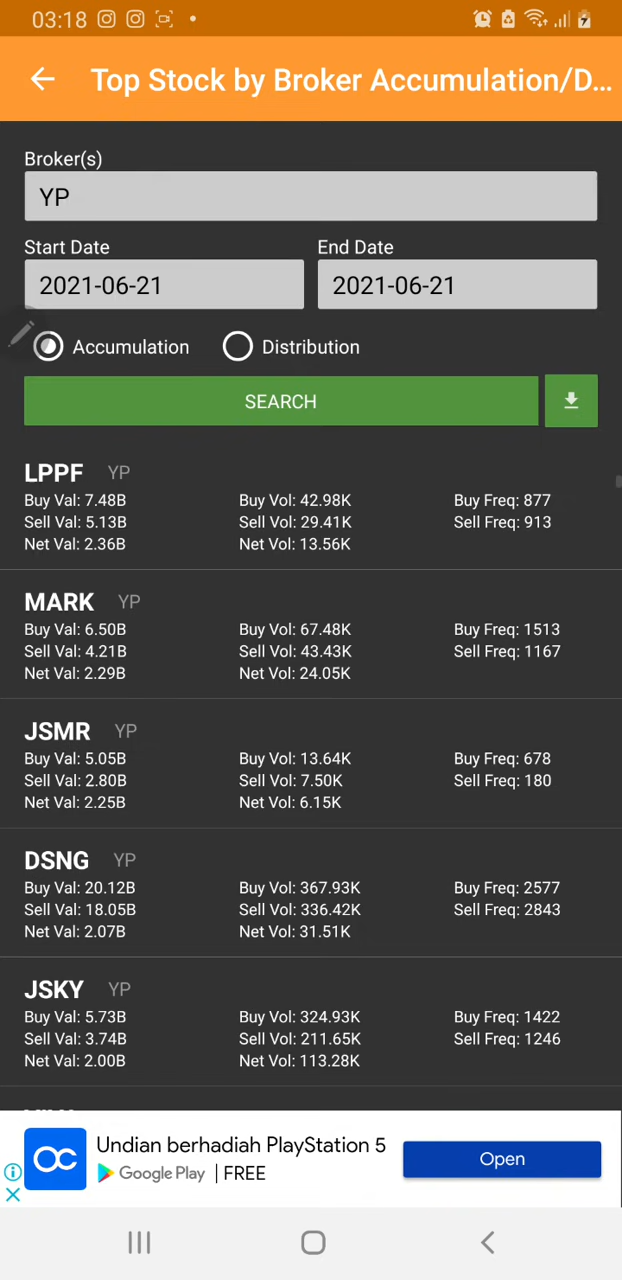 03:18
Top Stock by Broker Accumulation/D...
Broker(s)
YP
Start Date End Date
2021-06-21 2021-06-21
Accumulation Distribution
SEARCH
LPPF YP
Buy Val: 7.48B Buy Vol: 42.98K Buy Freq: 877
Sell Val: 5.13B Sell Vol: 29.41K Sell Freq: 913
Net Val: 2.36B Net Vol: 13.56K
MARK YP
Buy Val: 6.50B Buy Vol: 67.48K Buy Freq: 1513
Sell Val: 4.21B Sell Vol: 43.43K Sell Freq: 1167
Net Val: 2.29B Net Vol: 24.05K
JSMR YP
Buy Val: 5.05B Buy Vol: 13.64K Buy Freq: 678
Sell Val: 2.80B Sell Vol: 7.50K Sell Freq: 180
Net Val: 2.25B Net Vol: 6.15K
DSNG YP
Buy Val: 20.12B Buy Vol: 367.93K Buy Freq: 2577
Sell Val: 18.05B Sell Vol: 336.42K Sell Freq: 2843
Net Val: 2.07B Net Vol: 31.51K
JSKY YP
Buy Val: 5.73B Buy Vol: 324.93K Buy Freq: 1422
Sell Val: 3.74B Sell Vol: 211.65K Sell Freq: 1246
Net Val: 2.00B Net Vol: 113.28K
Undian berhadiah PlayStation 5
Google Play | FREE
Open